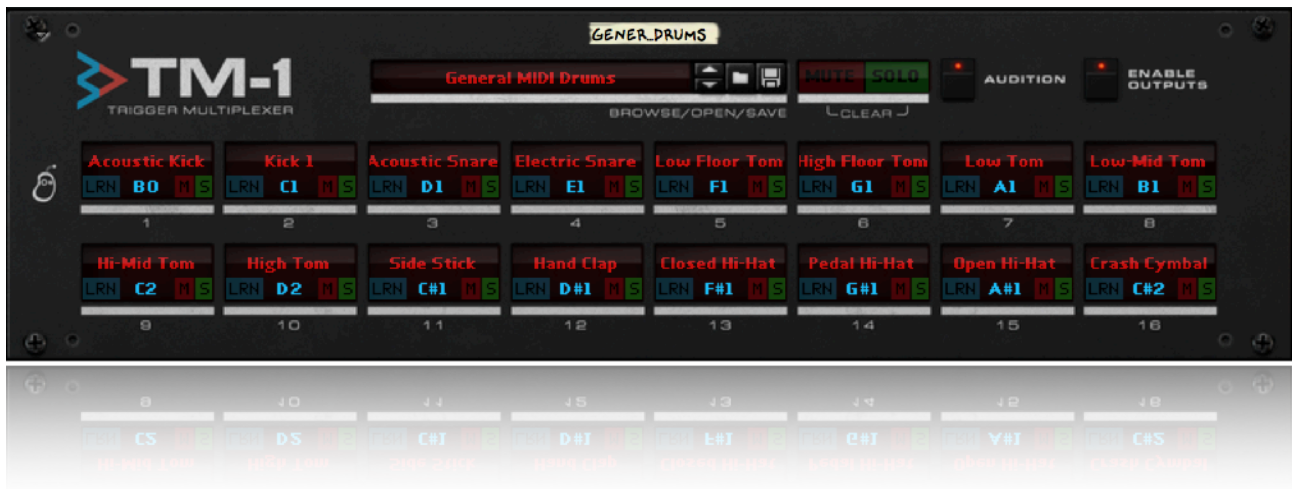 GENER_DRUMS
TM-1
TRIGGER MULTIPLEXER
General MIDI Drums
BROWSE/OPEN/SAVE
MUTE SOLO
CLEAR
AUDITION
ENABLE
OUTPUTS
Acoustic Kick Kick 1 Acoustic Snare Electric Snare Low Floor Tom High Floor Tom Low Tom Low-Mid Tom
LRN B0 M S LRN C1 M S LRN D1 M S LRN E1 M S LRN F1 M S LRN G1 M S LRN A1 M S LRN B1 M S
1 2 3 4 5 6 7 8
Hi-Mid Tom High Tom Side Stick Hand Clap Closed Hi-Hat Pedal Hi-Hat Open Hi-Hat Crash Cymbal
LRN C2 M S LRN D2 M S LRN C#1 M S LRN D#1 M S LRN F#1 M S LRN G#1 M S LRN A#1 M S LRN C#2 M S
9 10 11 12 13 14 15 16